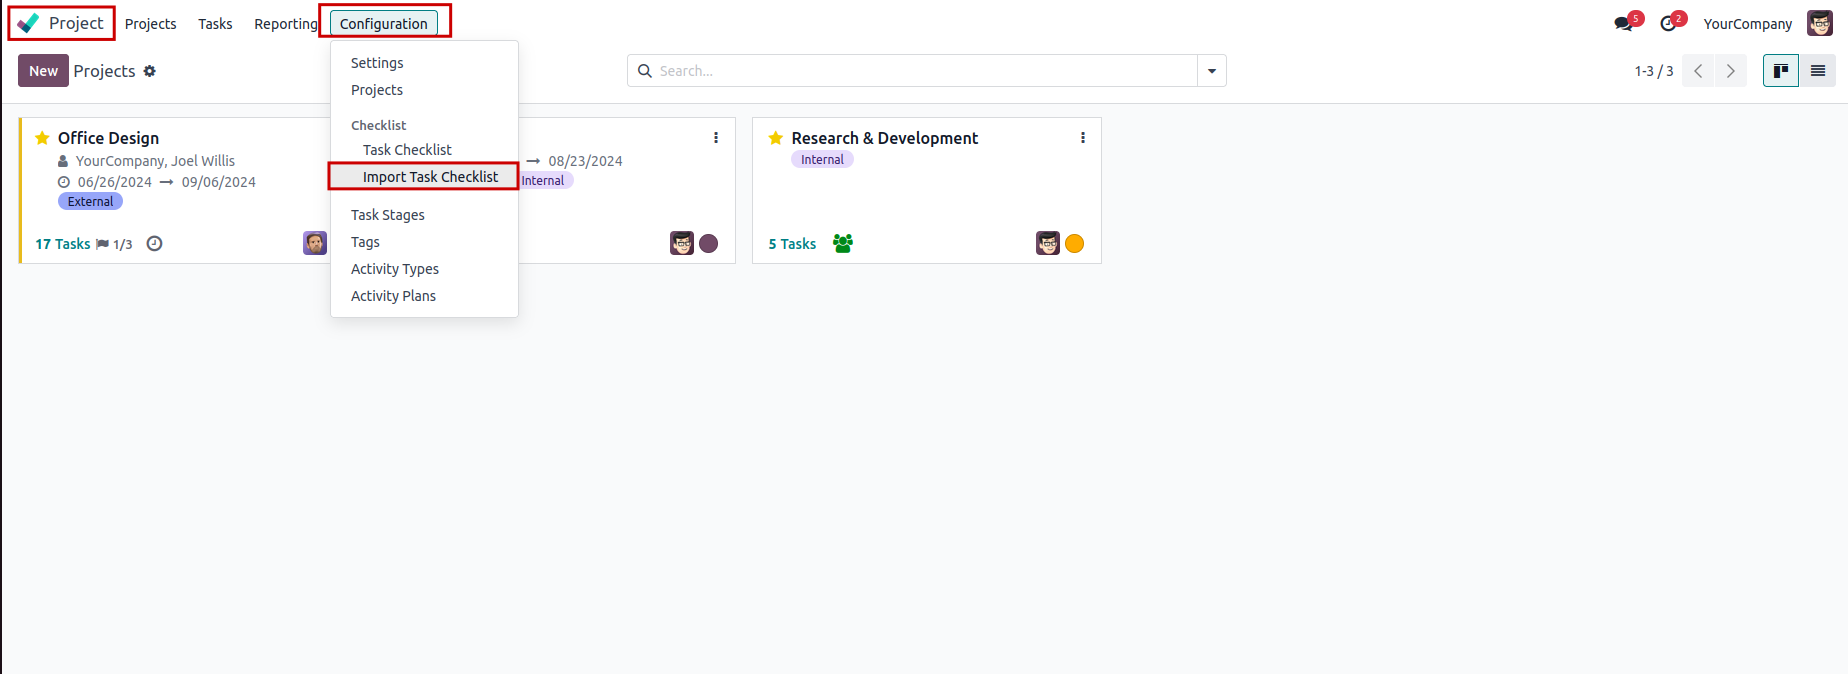 Project Projects Tasks Reporting Configuration 5 2 YourCompany
New Projects Search... 1-3 / 3
Settings
Projects
Checklist
Task Checklist
Import Task Checklist
Task Stages
Tags
Activity Types
Activity Plans
Office Design
YourCompany, Joel Willis
06/26/2024 → 09/06/2024
External
17 Tasks 1/3
→ 08/23/2024
Internal
Research & Development
Internal
5 Tasks